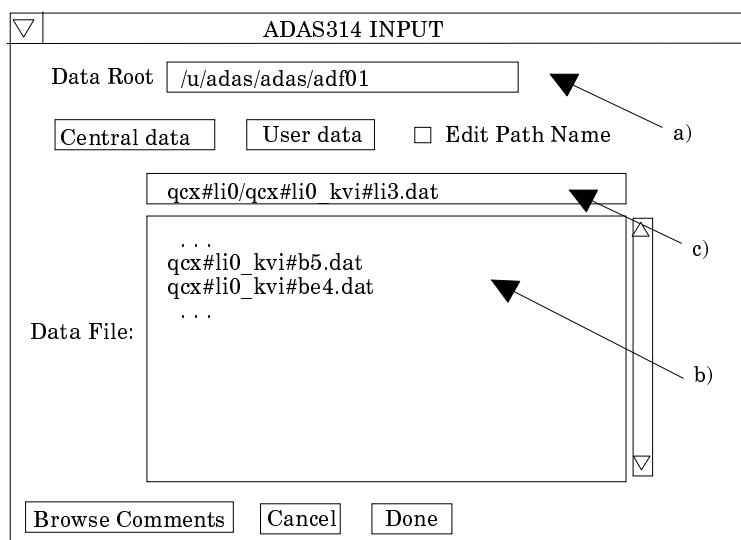 ADAS314 INPUT
Data Root /u/adas/adas/adf01
Central data User data Edit Path Name a)
qcx#li0/qcx#li0_kvi#li3.dat
c)
. . .
qcx#li0_kvi#b5.dat
qcx#li0_kvi#be4.dat
. . .
Data File:
b)
Browse Comments Cancel Done